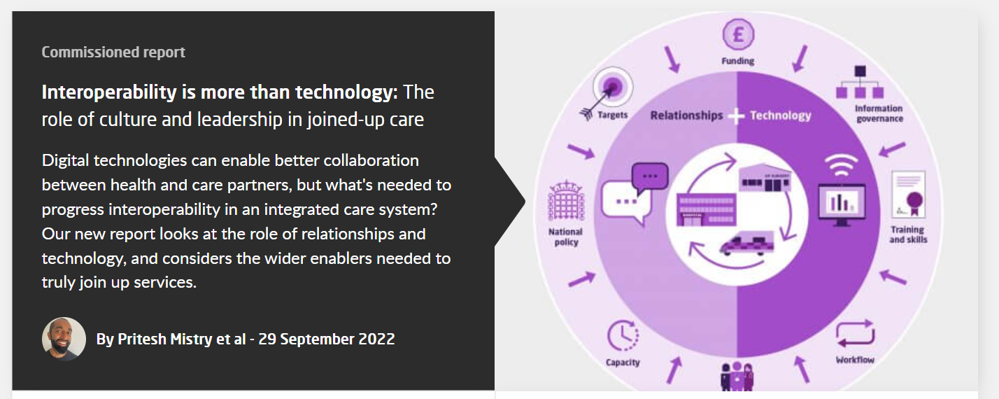 Commissioned report
Interoperability is more than technology: The
role of culture and leadership in joined-up care
Digital technologies can enable better collaboration
between health and care partners, but what's needed to
progress interoperability in an integrated care system?
Our new report looks at the role of relationships and
technology, and considers the wider enablers needed to
truly join up services.
By Pritesh Mistry et al - 29 September 2022
£
Funding
Targets
Information
governance
Relationships + Technology
GP SURGERY
HOSPITAL
National
policy
Training
and skills
Capacity
Workflow